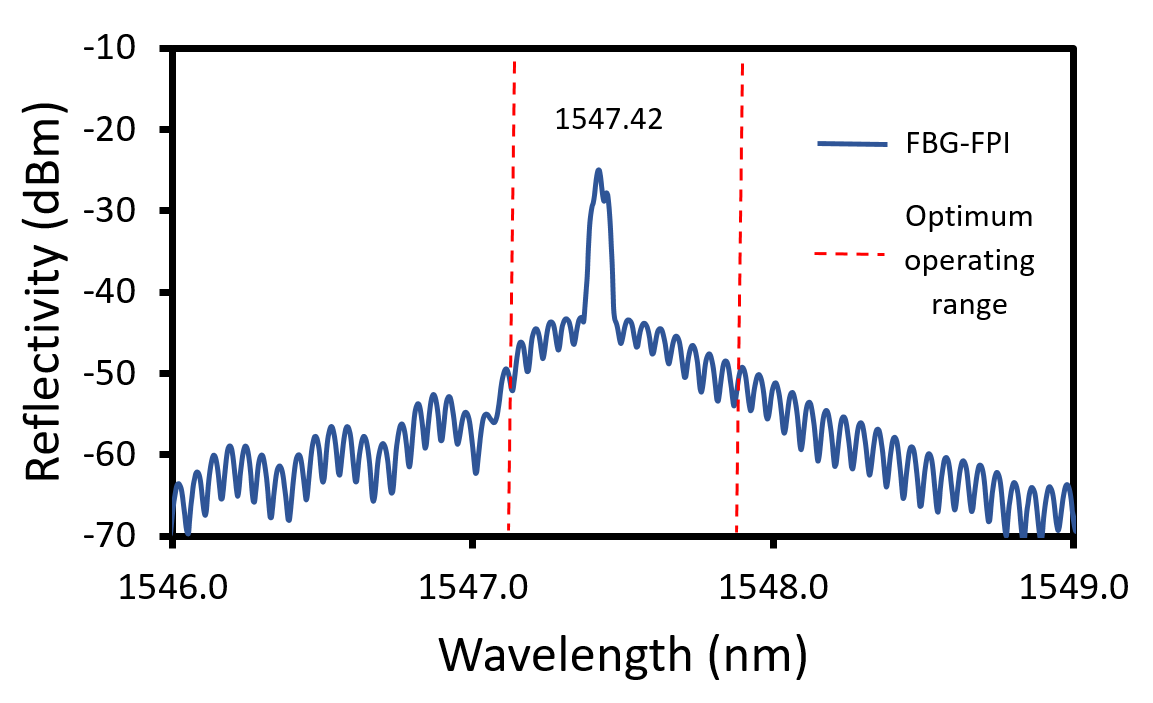 Reflectivity (dBm)
-10
-20
-30
-40
-50
-60
-70
1547.42
FBG-FPI
Optimum
operating
range
1546.0 1547.0 1548.0 1549.0
Wavelength (nm)